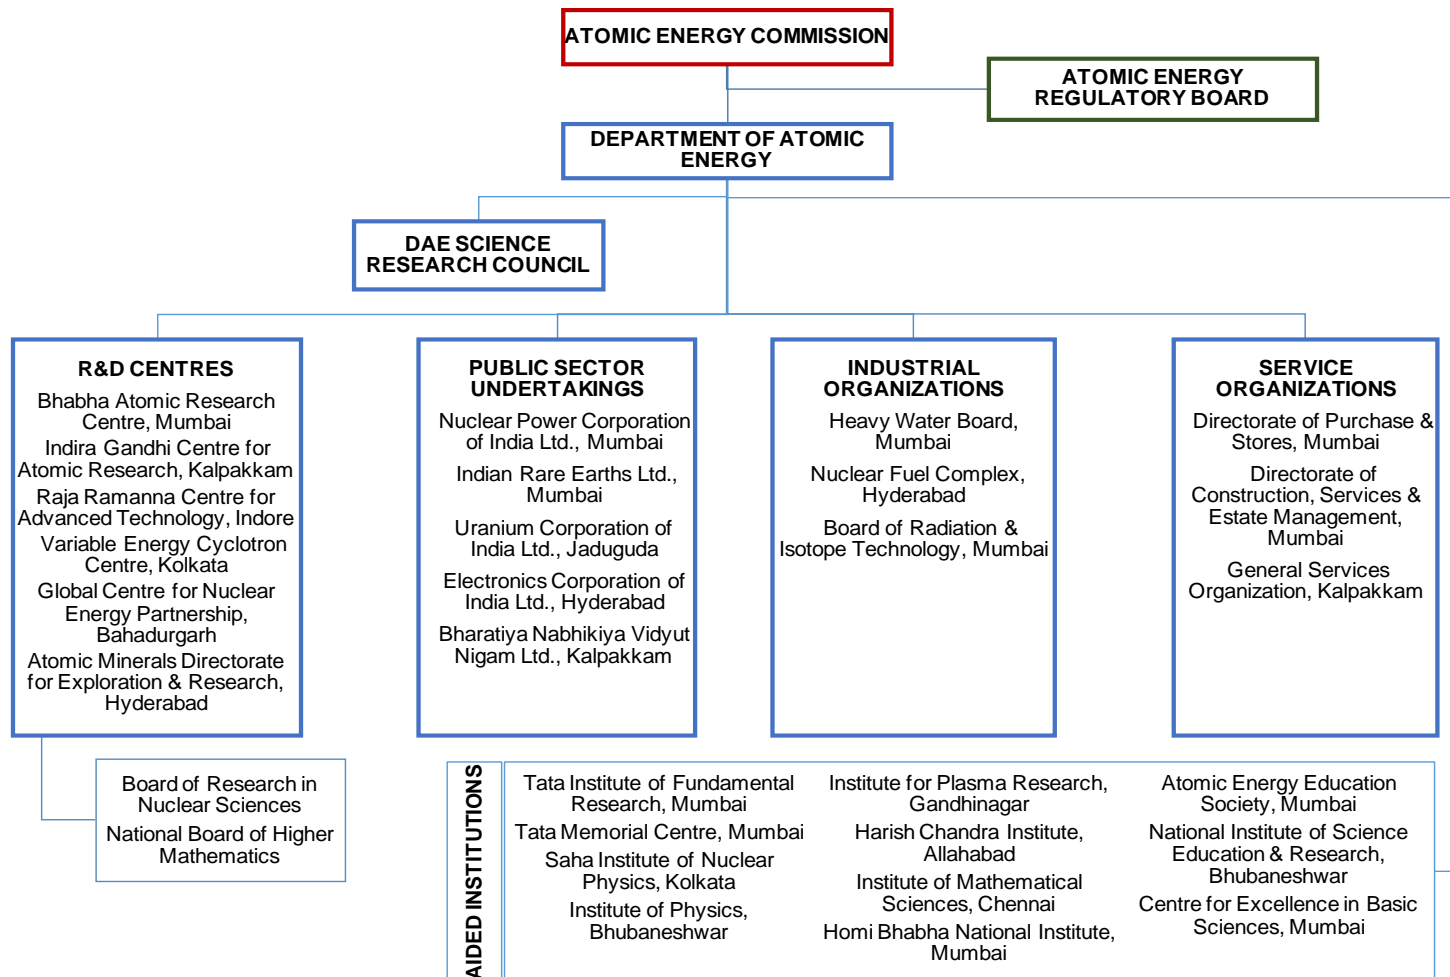 ATOMIC ENERGY COMMISSION
ATOMIC ENERGY
REGULATORY BOARD
DEPARTMENT OF ATOMIC
ENERGY
DAE SCIENCE
RESEARCH COUNCIL
R&D CENTRES
Bhabha Atomic Research
Centre, Mumbai
Indira Gandhi Centre for
Atomic Research, Kalpakkam
Raja Ramanna Centre for
Advanced Technology, Indore
Variable Energy Cyclotron
Centre, Kolkata
Global Centre for Nuclear
Energy Partnership,
Bahadurgarh
Atomic Minerals Directorate
for Exploration & Research,
Hyderabad
PUBLIC SECTOR
UNDERTAKINGS
Nuclear Power Corporation
of India Ltd., Mumbai
Indian Rare Earths Ltd.,
Mumbai
Uranium Corporation of
India Ltd., Jaduguda
Electronics Corporation of
India Ltd., Hyderabad
Bharatiya Nabhikiya Vidyut
Nigam Ltd., Kalpakkam
INDUSTRIAL
ORGANIZATIONS
Heavy Water Board,
Mumbai
Nuclear Fuel Complex,
Hyderabad
Board of Radiation &
Isotope Technology, Mumbai
SERVICE
ORGANIZATIONS
Directorate of Purchase &
Stores, Mumbai
Directorate of
Construction, Services &
Estate Management,
Mumbai
General Services
Organization, Kalpakkam
Board of Research in
Nuclear Sciences
National Board of Higher
Mathematics
AIDED INSTITUTIONS
Tata Institute of Fundamental
Research, Mumbai
Tata Memorial Centre, Mumbai
Saha Institute of Nuclear
Physics, Kolkata
Institute of Physics,
Bhubaneshwar
Institute for Plasma Research,
Gandhinagar
Harish Chandra Institute,
Allahabad
Institute of Mathematical
Sciences, Chennai
Homi Bhabha National Institute,
Mumbai
Atomic Energy Education
Society, Mumbai
National Institute of Science
Education & Research,
Bhubaneshwar
Centre for Excellence in Basic
Sciences, Mumbai